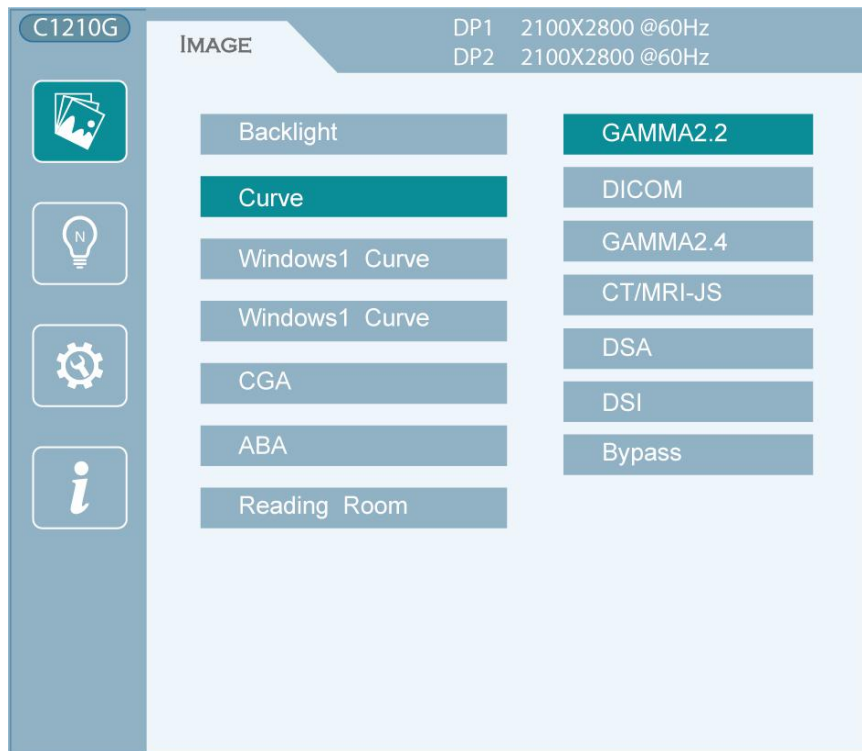 C1210G
IMAGE
DP1 2100X2800 @60Hz
DP2 2100X2800 @60Hz
Backlight
Curve
Windows1 Curve
Windows1 Curve
CGA
ABA
Reading Room
GAMMA2.2
DICOM
GAMMA2.4
CT/MRI-JS
DSA
DSI
Bypass
N
i